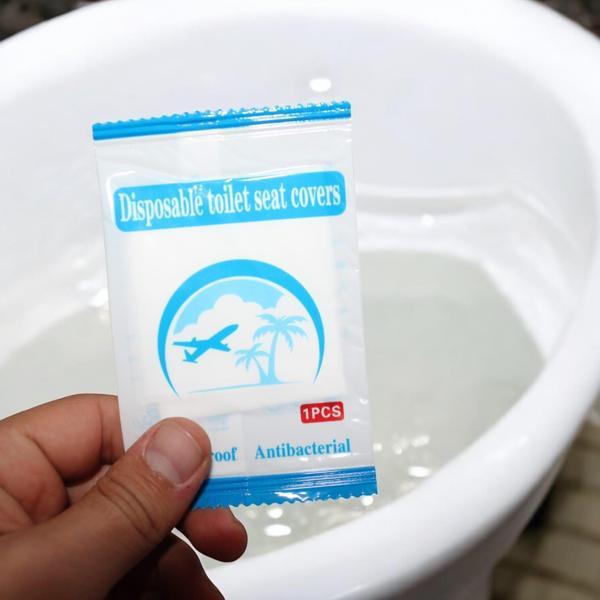 Disposable toilet seat covers
1PCS
roof Antibacterial